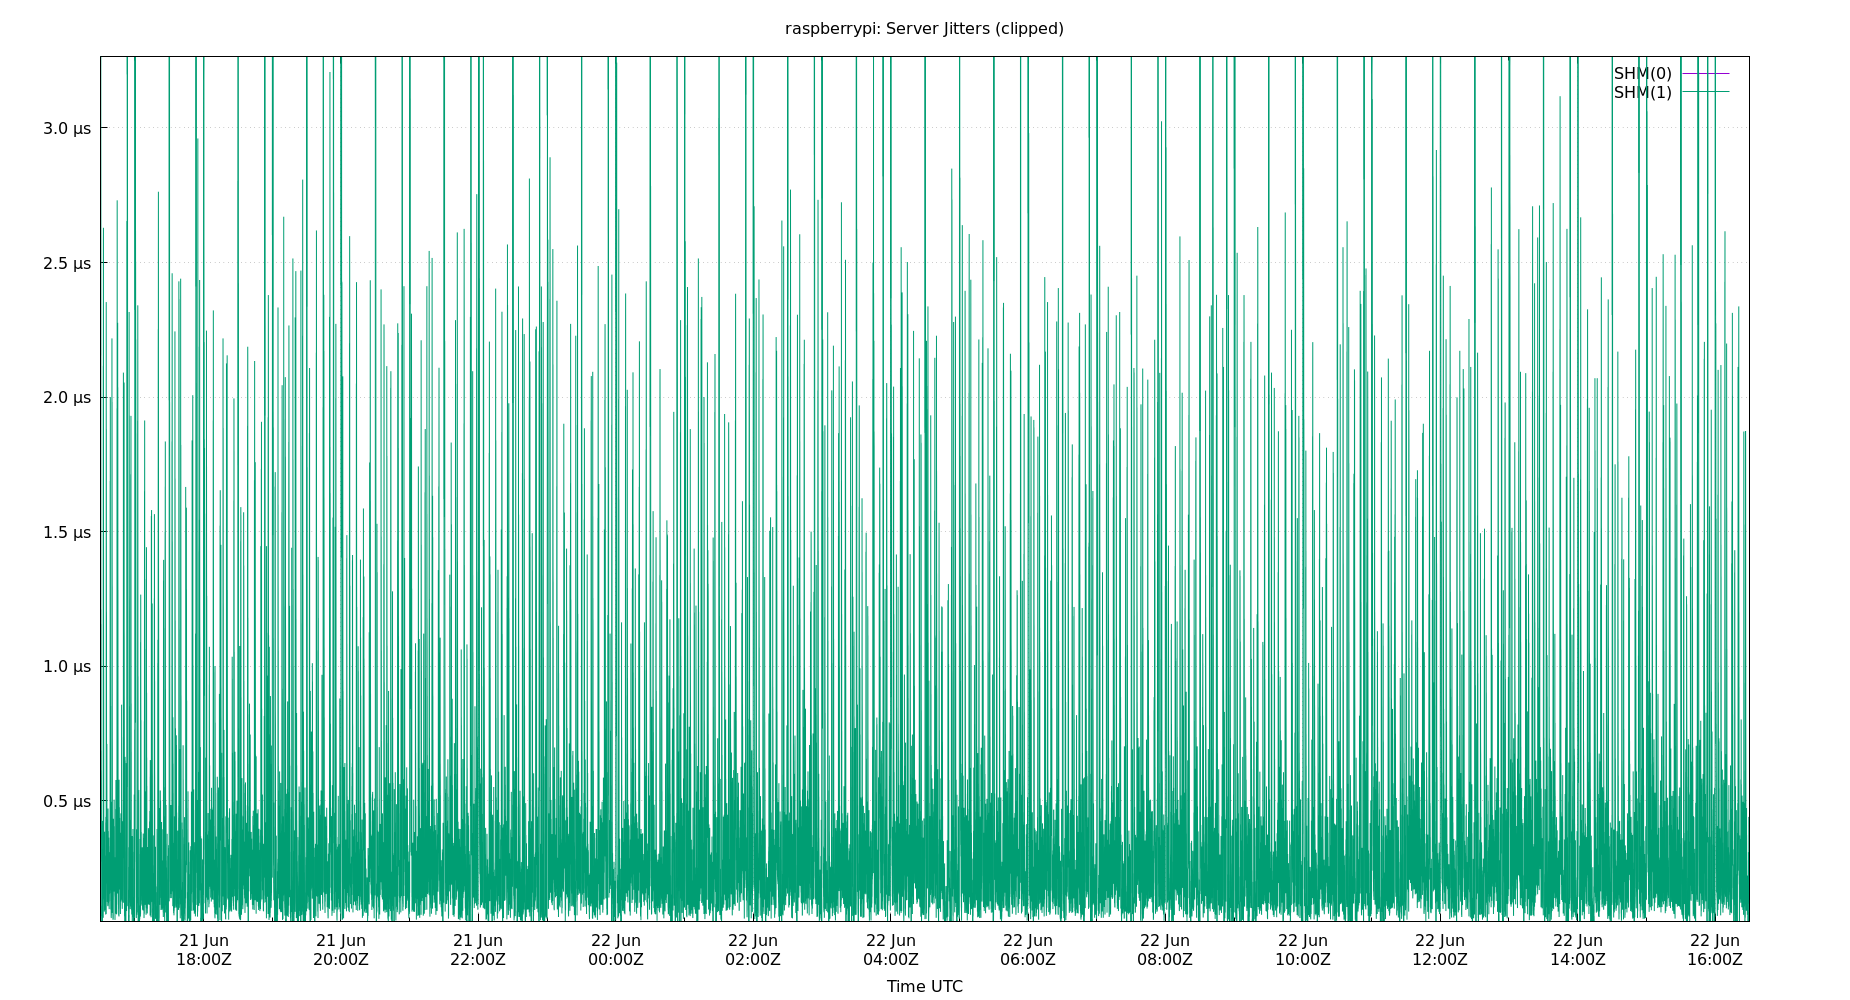 raspberrypi: Server Jitters (clipped)
SHM(0)
SHM(1)
3.0 µs
2.5 µs
2.0 µs
1.5 µs
1.0 µs
0.5 µs
21 Jun 21 Jun 21 Jun 22 Jun 22 Jun 22 Jun 22 Jun 22 Jun 22 Jun 22 Jun 22 Jun 22 Jun
18:00Z 20:00Z 22:00Z 00:00Z 02:00Z 04:00Z 06:00Z 08:00Z 10:00Z 12:00Z 14:00Z 16:00Z
Time UTC